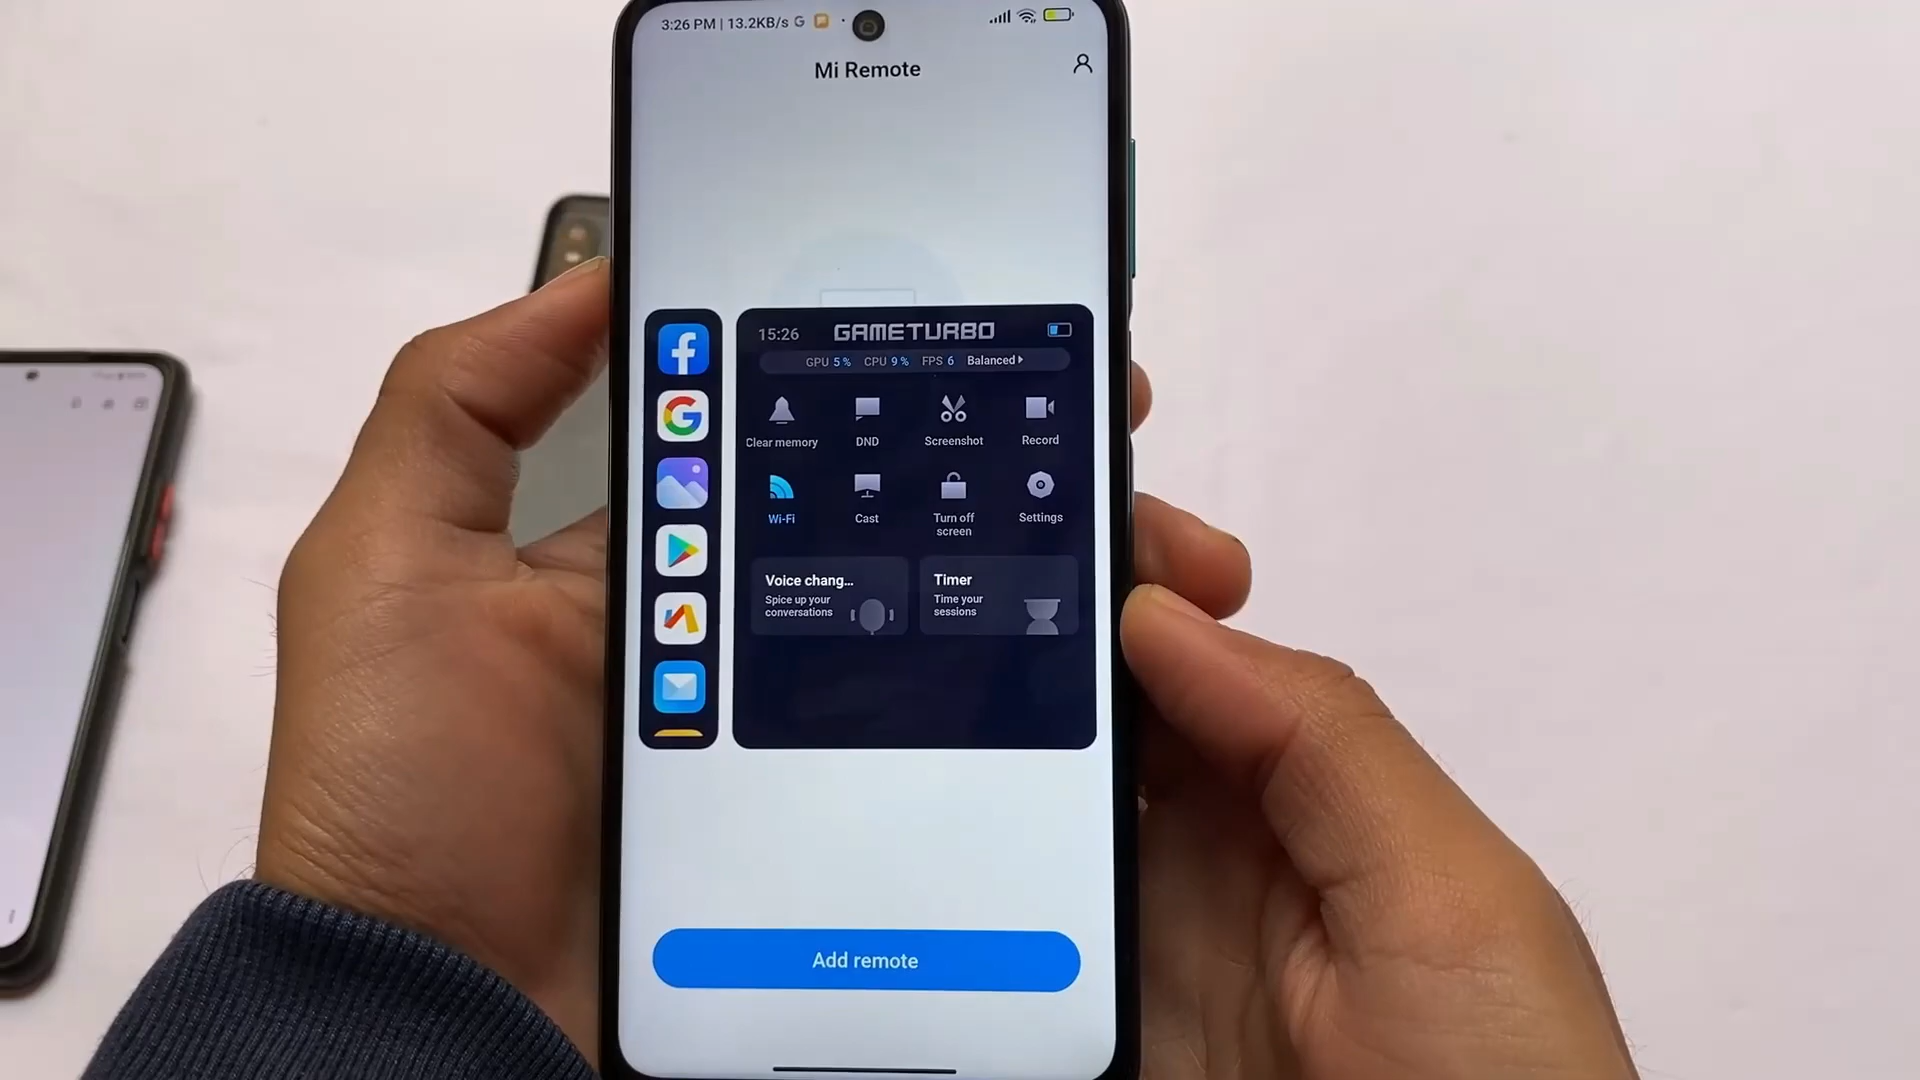 3:26 PM | 13.2KB/s
Mi Remote
15:26 GAMETURBO
GPU 5 % CPU 9 % FPS 6 Balanced
Clear memory DND Screenshot Record
Wi-Fi Cast Turn off screen Settings
Voice chang...
Spice up your
conversations
Timer
Time your
sessions
Add remote